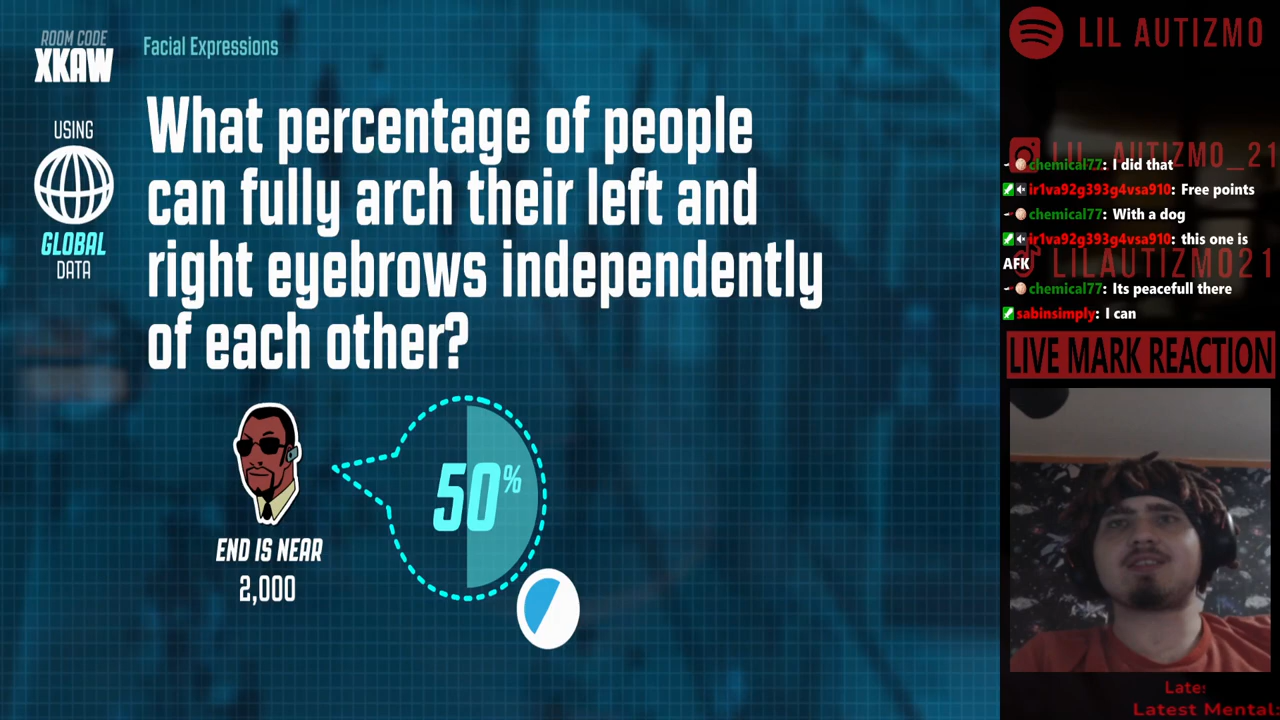 ROOM CODE
XKAW
Facial Expressions
USING
GLOBAL
DATA
What percentage of people
can fully arch their left and
right eyebrows independently
of each other?
50%
END IS NEAR
2,000
LIL AUTIZMO
LIL_AUTIZMO_21
chemical77: I did that
ir1va92g393g4vsa910: Free points
chemical77: With a dog
ir1va92g393g4vsa910: this one is
AFK
LILAUTIZMO21
chemical77: Its peacefull there
sabinsimply: I can
LIVE MARK REACTION
Late:
Latest Mental: